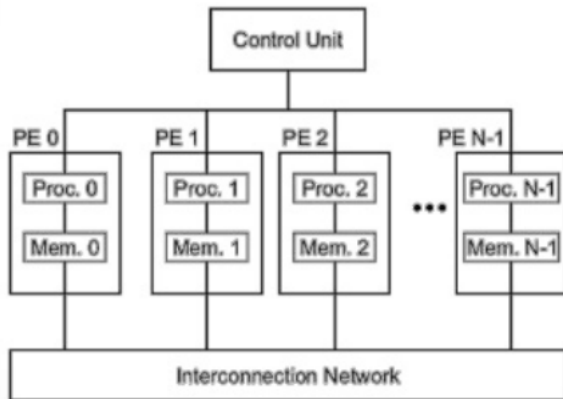 Control Unit
PE 0 PE 1 PE 2 PE N-1
Proc. 0 Proc. 1 Proc. 2 Proc. N-1
•••
Mem. 0 Mem. 1 Mem. 2 Mem. N-1
Interconnection Network